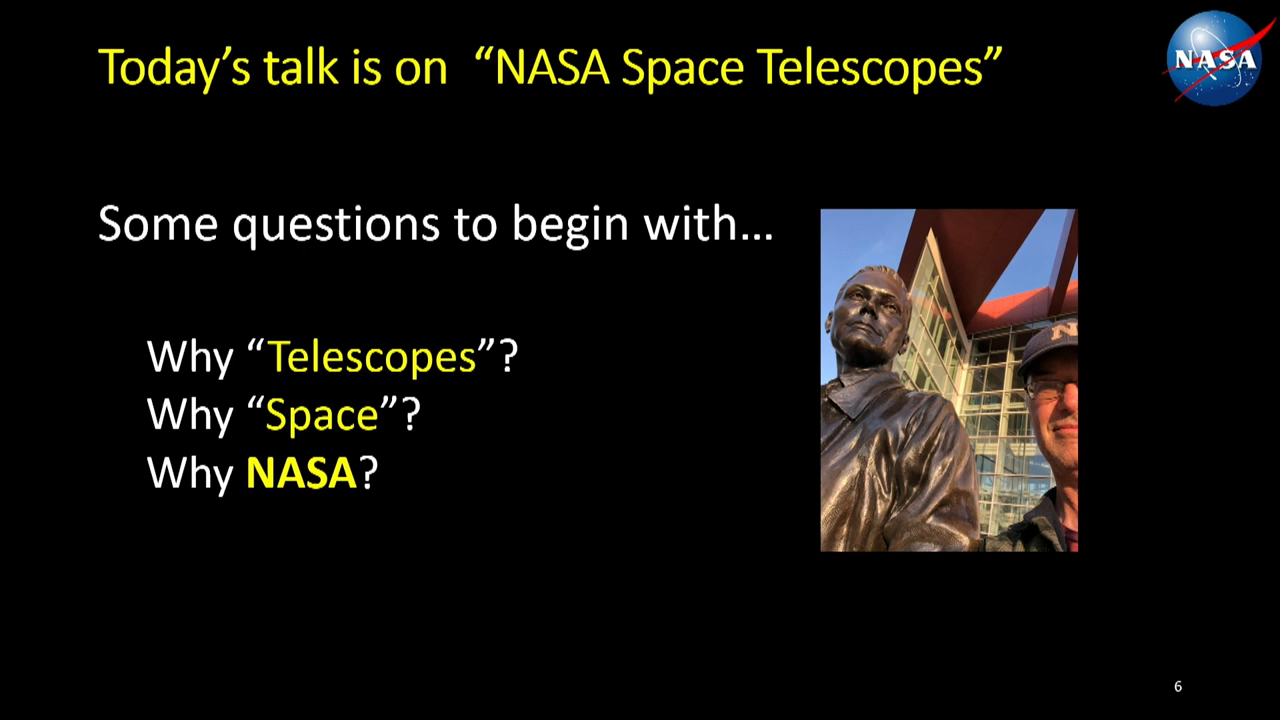 Today's talk is on “NASA Space Telescopes”
NASA
Some questions to begin with...
Why “Telescopes”?
Why “Space”?
Why NASA?
N
6